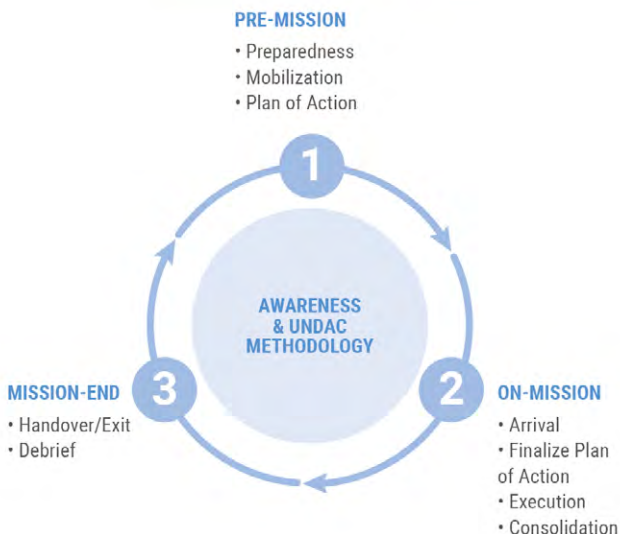 PRE-MISSION
• Preparedness
• Mobilization
• Plan of Action
1
AWARENESS
& UNDAC
METHODOLOGY
MISSION-END
3
• Handover/Exit
• Debrief
2
ON-MISSION
• Arrival
• Finalize Plan
of Action
• Execution
• Consolidation